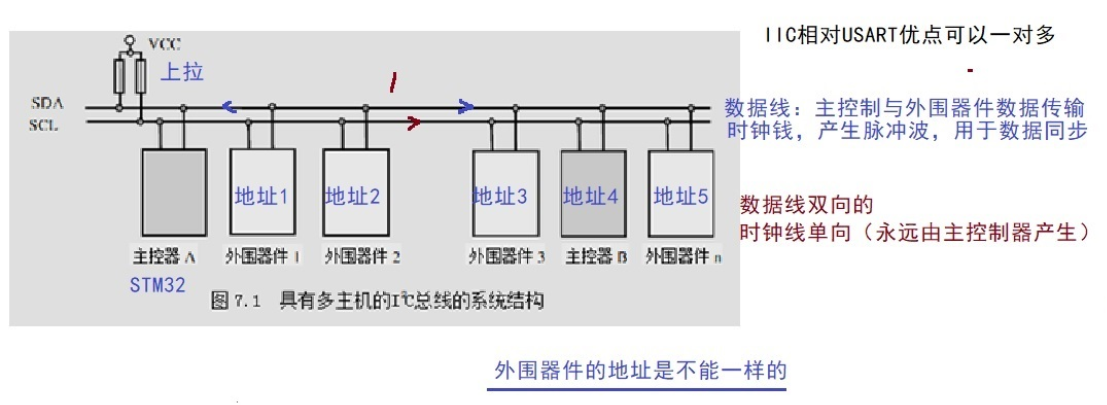 IIC相对USART优点可以一对多
VCC
上拉
SDA
SCL
数据线：主控制与外围器件数据传输
时钟钱，产生脉冲波，用于数据同步
地址1
地址2
地址3
地址4
地址5
数据线双向的
时钟线单向（永远由主控制器产生）
主控器 A
外围器件 1
外围器件 2
外围器件 3
主控器 B
外围器件 n
STM32
图 7.1 具有多主机的I²C总线的系统结构
外围器件的地址是不能一样的